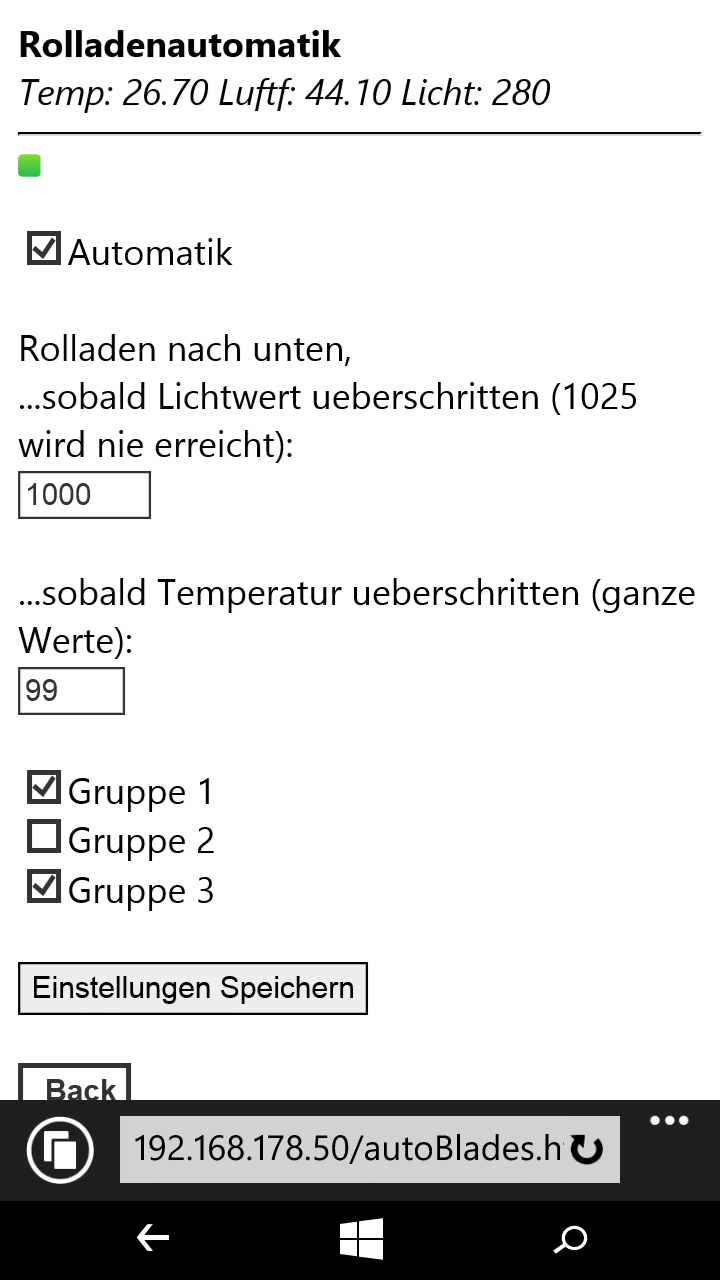 Rolladenautomatik
Temp: 26.70 Luftf: 44.10 Licht: 280
Automatik
Rolladen nach unten,
...sobald Lichtwert ueberschritten (1025
wird nie erreicht):
1000
...sobald Temperatur ueberschritten (ganze
Werte):
99
Gruppe 1
Gruppe 2
Gruppe 3
Einstellungen Speichern
Back
192.168.178.50/autoBlades.h